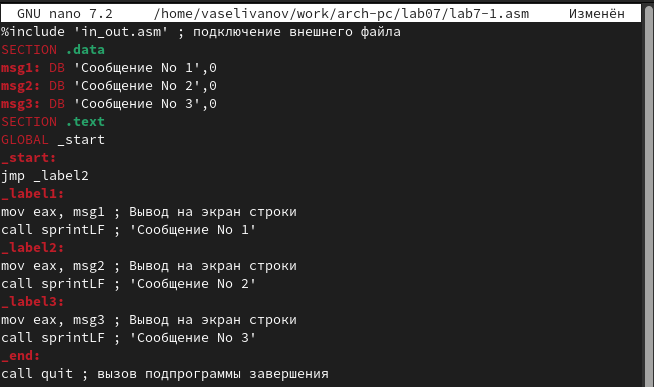 GNU nano 7.2 /home/vaselivanov/work/arch-pc/lab07/lab7-1.asm Изменён
%include 'in_out.asm' ; подключение внешнего файла
SECTION .data
msg1: DB 'Сообщение No 1',0
msg2: DB 'Сообщение No 2',0
msg3: DB 'Сообщение No 3',0
SECTION .text
GLOBAL _start
_start:
jmp _label2
_label1:
mov eax, msg1 ; Вывод на экран строки
call sprintLF ; 'Сообщение No 1'
_label2:
mov eax, msg2 ; Вывод на экран строки
call sprintLF ; 'Сообщение No 2'
_label3:
mov eax, msg3 ; Вывод на экран строки
call sprintLF ; 'Сообщение No 3'
_end:
call quit ; вызов подпрограммы завершения